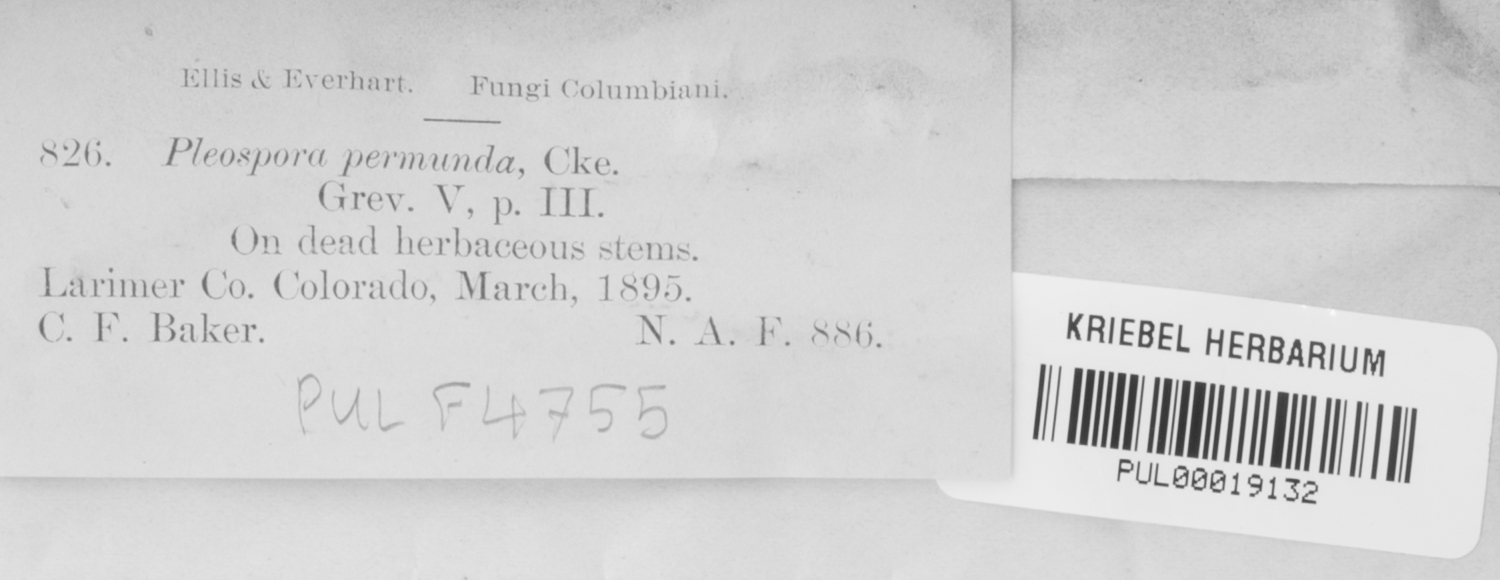 Ellis & Everhart. Fungi Columbiani.
826. Pleospora permunda, Cke.
Grev. V, p. III.
On dead herbaceous stems.
Larimer Co. Colorado, March, 1895.
C. F. Baker. N. A. F. 886.
PUL F4755
KRIEBEL HERBARIUM
PUL00019132